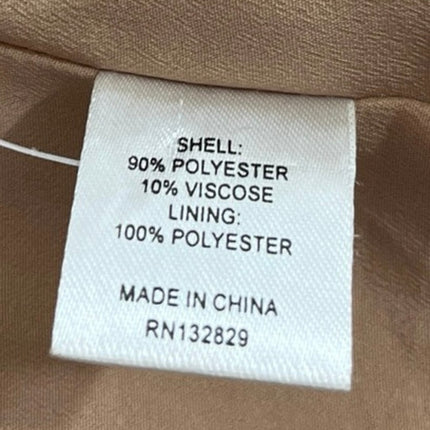 SHELL:
90% POLYESTER
10% VISCOSE
LINING:
100% POLYESTER
MADE IN CHINA
RN132829